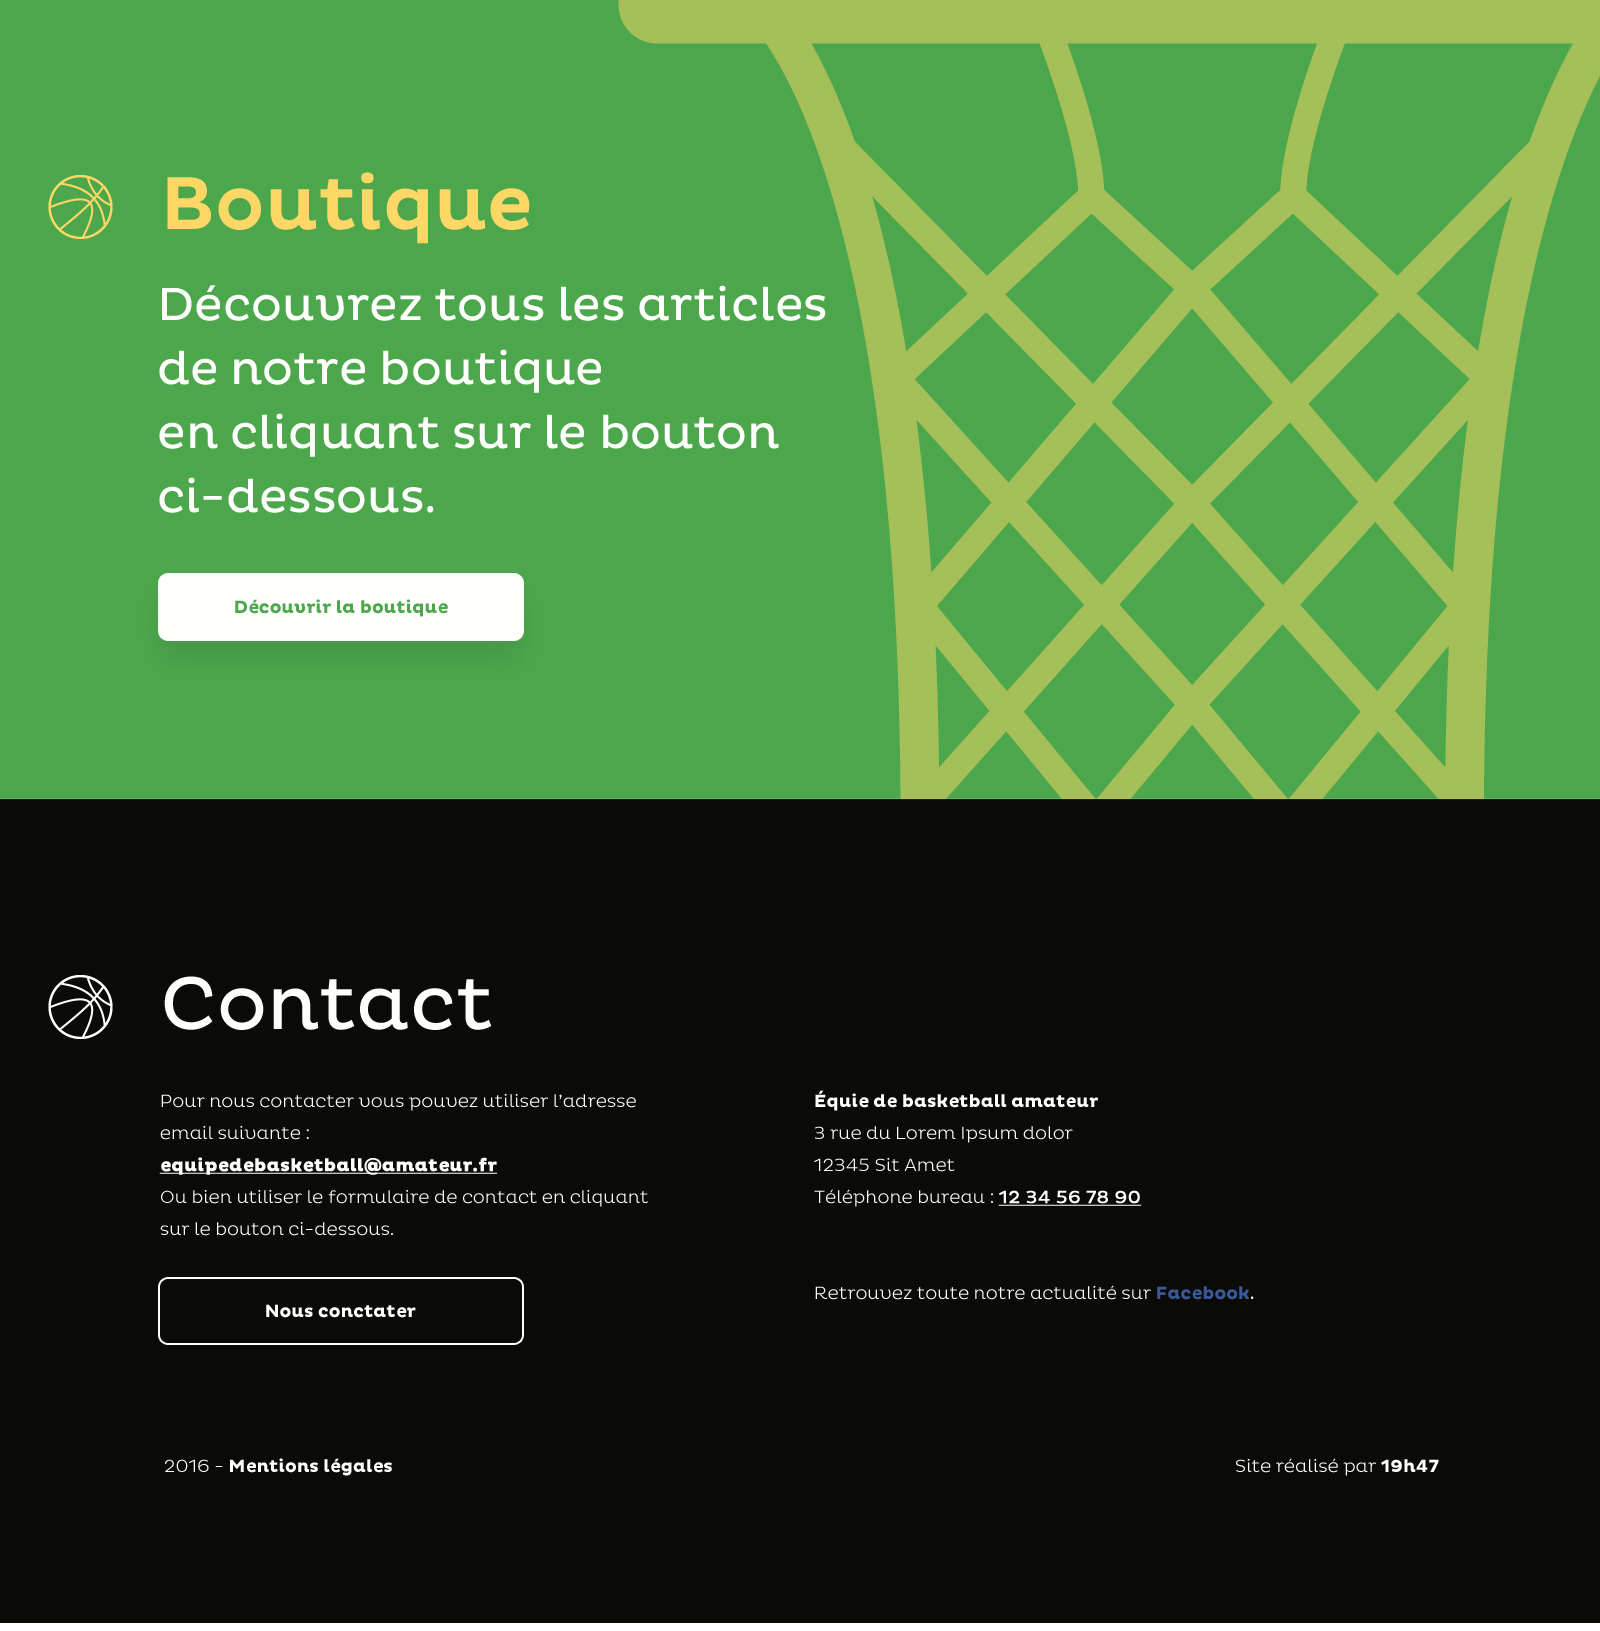 Boutique
Découvrez tous les articles
de notre boutique
en cliquant sur le bouton
ci-dessous.
Découvrir la boutique
Contact
Pour nous contacter vous pouvez utiliser l'adresse
email suivante :
equipedebasketball@amateur.fr
Ou bien utiliser le formulaire de contact en cliquant
sur le bouton ci-dessous.
Nous conctater
Équie de basketball amateur
3 rue du Lorem Ipsum dolor
12345 Sit Amet
Téléphone bureau : 12 34 56 78 90
Retrouvez toute notre actualité sur Facebook.
2016 - Mentions légales
Site réalisé par 19h47